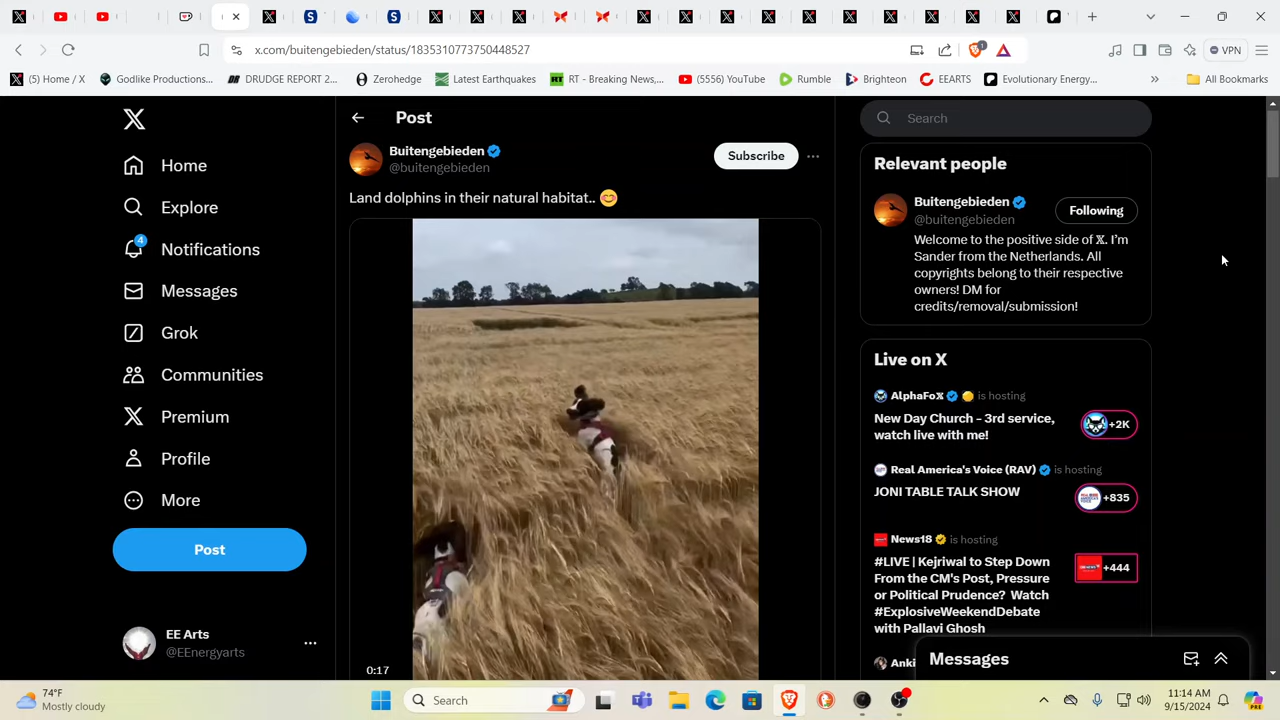 x.com/buitengebieden/status/1835310773750448527
VPN
(5) Home / X
Godlike Productions...
DRUDGE REPORT 2...
Zerohedge
Latest Earthquakes
RT - Breaking News,...
(5556) YouTube
Rumble
Brighteon
EEARTS
Evolutionary Energy...
»
All Bookmarks
Home
Explore
4
Notifications
Messages
Grok
Communities
Premium
Profile
More
Post
EE Arts
@EEnergyarts
Post
Buitengebieden
@buitengebieden
Subscribe
Land dolphins in their natural habitat.. 😊
0:17
Search
Relevant people
Buitengebieden
@buitengebieden
Following
Welcome to the positive side of 𝕏. I'm
Sander from the Netherlands. All
copyrights belong to their respective
owners! DM for
credits/removal/submission!
Live on X
AlphaFoX is hosting
New Day Church - 3rd service,
watch live with me!
+2K
Real America's Voice (RAV) is hosting
JONI TABLE TALK SHOW
+835
News18 is hosting
#LIVE | Kejriwal to Step Down
From the CM's Post, Pressure
or Political Prudence? Watch
#ExplosiveWeekendDebate
with Pallavi Ghosh
+444
Anki
Messages
74°F
Mostly cloudy
Search
11:14 AM
9/15/2024